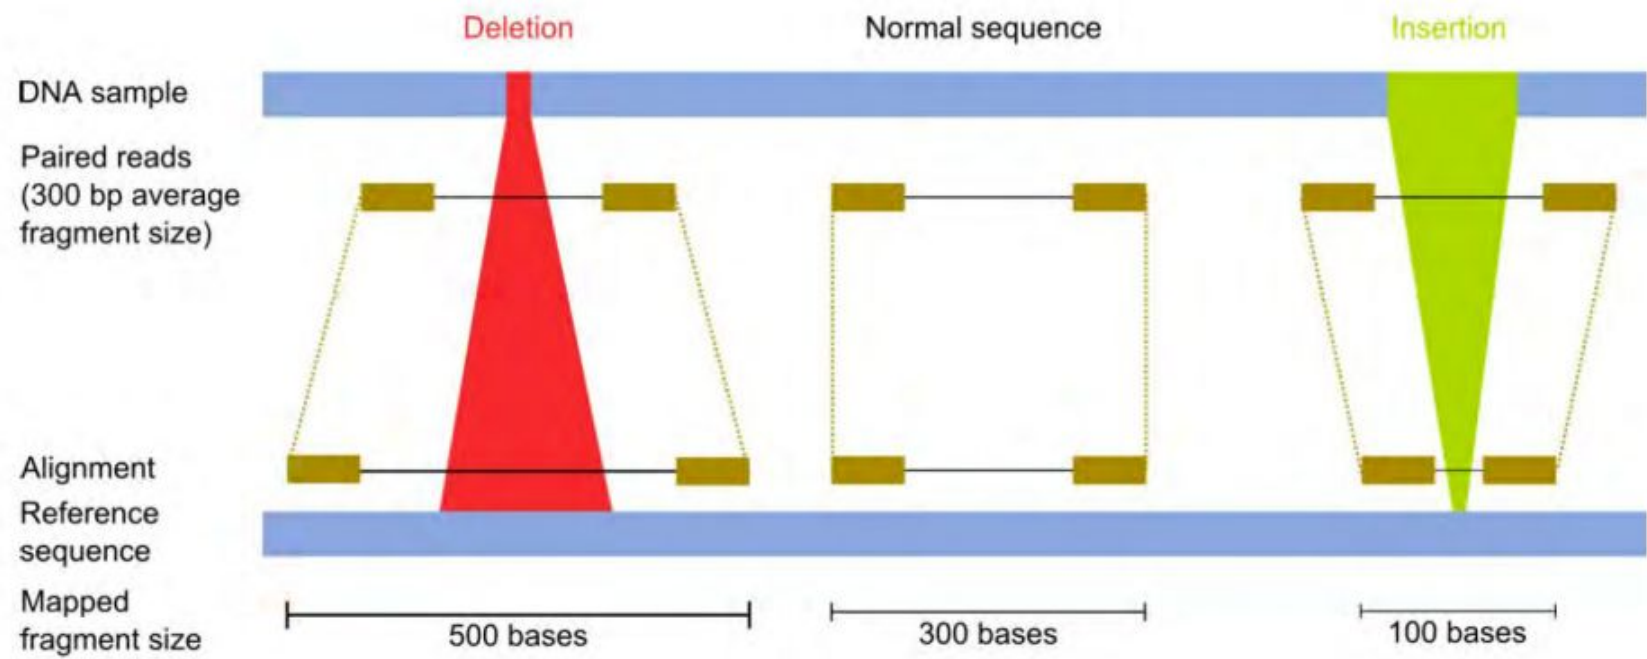 Deletion
Normal sequence
Insertion
DNA sample
Paired reads
(300 bp average
fragment size)
Alignment
Reference
sequence
Mapped
fragment size
500 bases
300 bases
100 bases